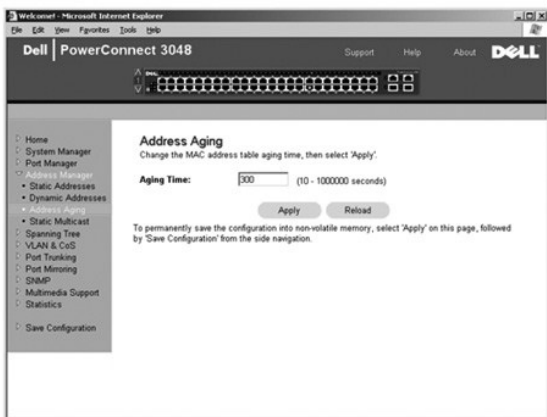 Welcome! - Microsoft Internet Explorer
File Edit View Favorites Tools Help
Dell PowerConnect 3048
Support Help About DELL
Home
System Manager
Port Manager
Address Manager
Static Addresses
Dynamic Addresses
Address Aging
Static Multicast
Spanning Tree
VLAN & CoS
Port Trunking
Port Mirroring
SNMP
Multimedia Support
Statistics
Save Configuration
Address Aging
Change the MAC address table aging time, then select 'Apply'.
Aging Time: 300 (10 - 1000000 seconds)
Apply Reload
To permanently save the configuration into non-volatile memory, select 'Apply' on this page, followed
by 'Save Configuration' from the side navigation.